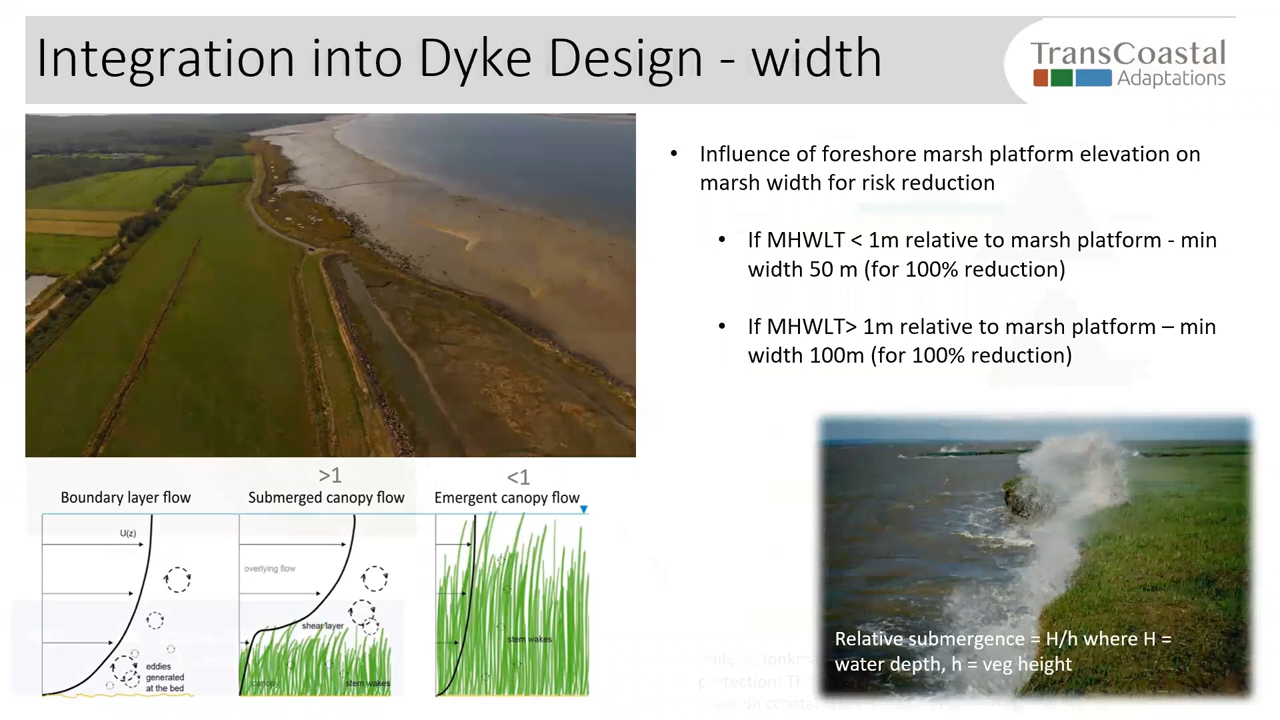 Integration into Dyke Design - width
TransCoastal
Adaptations
• Influence of foreshore marsh platform elevation on
marsh width for risk reduction
• If MHWLT < 1m relative to marsh platform - min
width 50 m (for 100% reduction)
• If MHWLT> 1m relative to marsh platform – min
width 100m (for 100% reduction)
>1
<1
Boundary layer flow
Submerged canopy flow
Emergent canopy flow
U(z)
eddies
generated
at the bed
overlying flow
shear layer
canopy
stem wakes
stem wakes
Relative submergence = H/h where H =
water depth, h = veg height